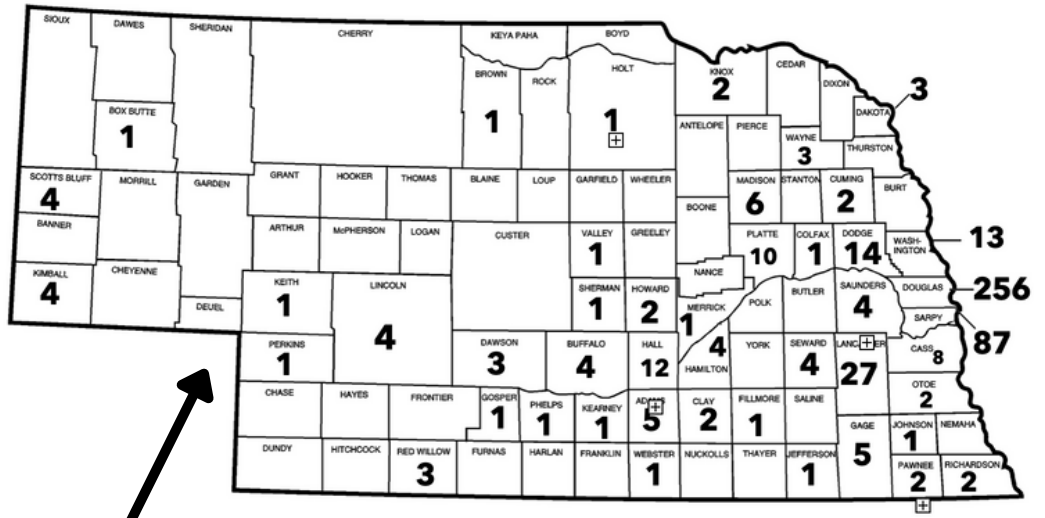 SIOUX
DAWES
SHERIDAN
CHERRY
KEYA PAHA
BOYD
BROWN
1
ROCK
HOLT
1
KNOX
2
CEDAR
DIXON
DAKOTA
3
BOX BUTTE
1
ANTELOPE
PIERCE
WAYNE
3
THURSTON
SCOTTS BLUFF
4
MORRILL
GARDEN
GRANT
HOOKER
THOMAS
BLAINE
LOUP
GARFIELD
WHEELER
MADISON
6
STANTON
CUMING
2
BURT
BANNER
ARTHUR
McPHERSON
LOGAN
CUSTER
VALLEY
1
GREELEY
BOONE
PLATTE
10
COLFAX
1
DODGE
14
WASH-
INGTON
13
KIMBALL
4
CHEYENNE
DEUEL
KEITH
1
LINCOLN
4
SHERMAN
1
HOWARD
2
NANCE
MERRICK
1
POLK
BUTLER
SAUNDERS
4
DOUGLAS
256
SARPY
87
PERKINS
1
DAWSON
3
BUFFALO
4
HALL
12
4
HAMILTON
YORK
SEWARD
4
LANCASTER
27
CASS
8
OTOE
2
CHASE
HAYES
FRONTIER
GOSPER
1
PHELPS
1
KEARNEY
1
ADAMS
5
CLAY
2
FILLMORE
1
SALINE
GAGE
5
JOHNSON
1
NEMAHA
DUNDY
HITCHCOCK
RED WILLOW
3
FURNAS
HARLAN
FRANKLIN
WEBSTER
1
NUCKOLLS
THAYER
JEFFERSON
1
PAWNEE
2
RICHARDSON
2